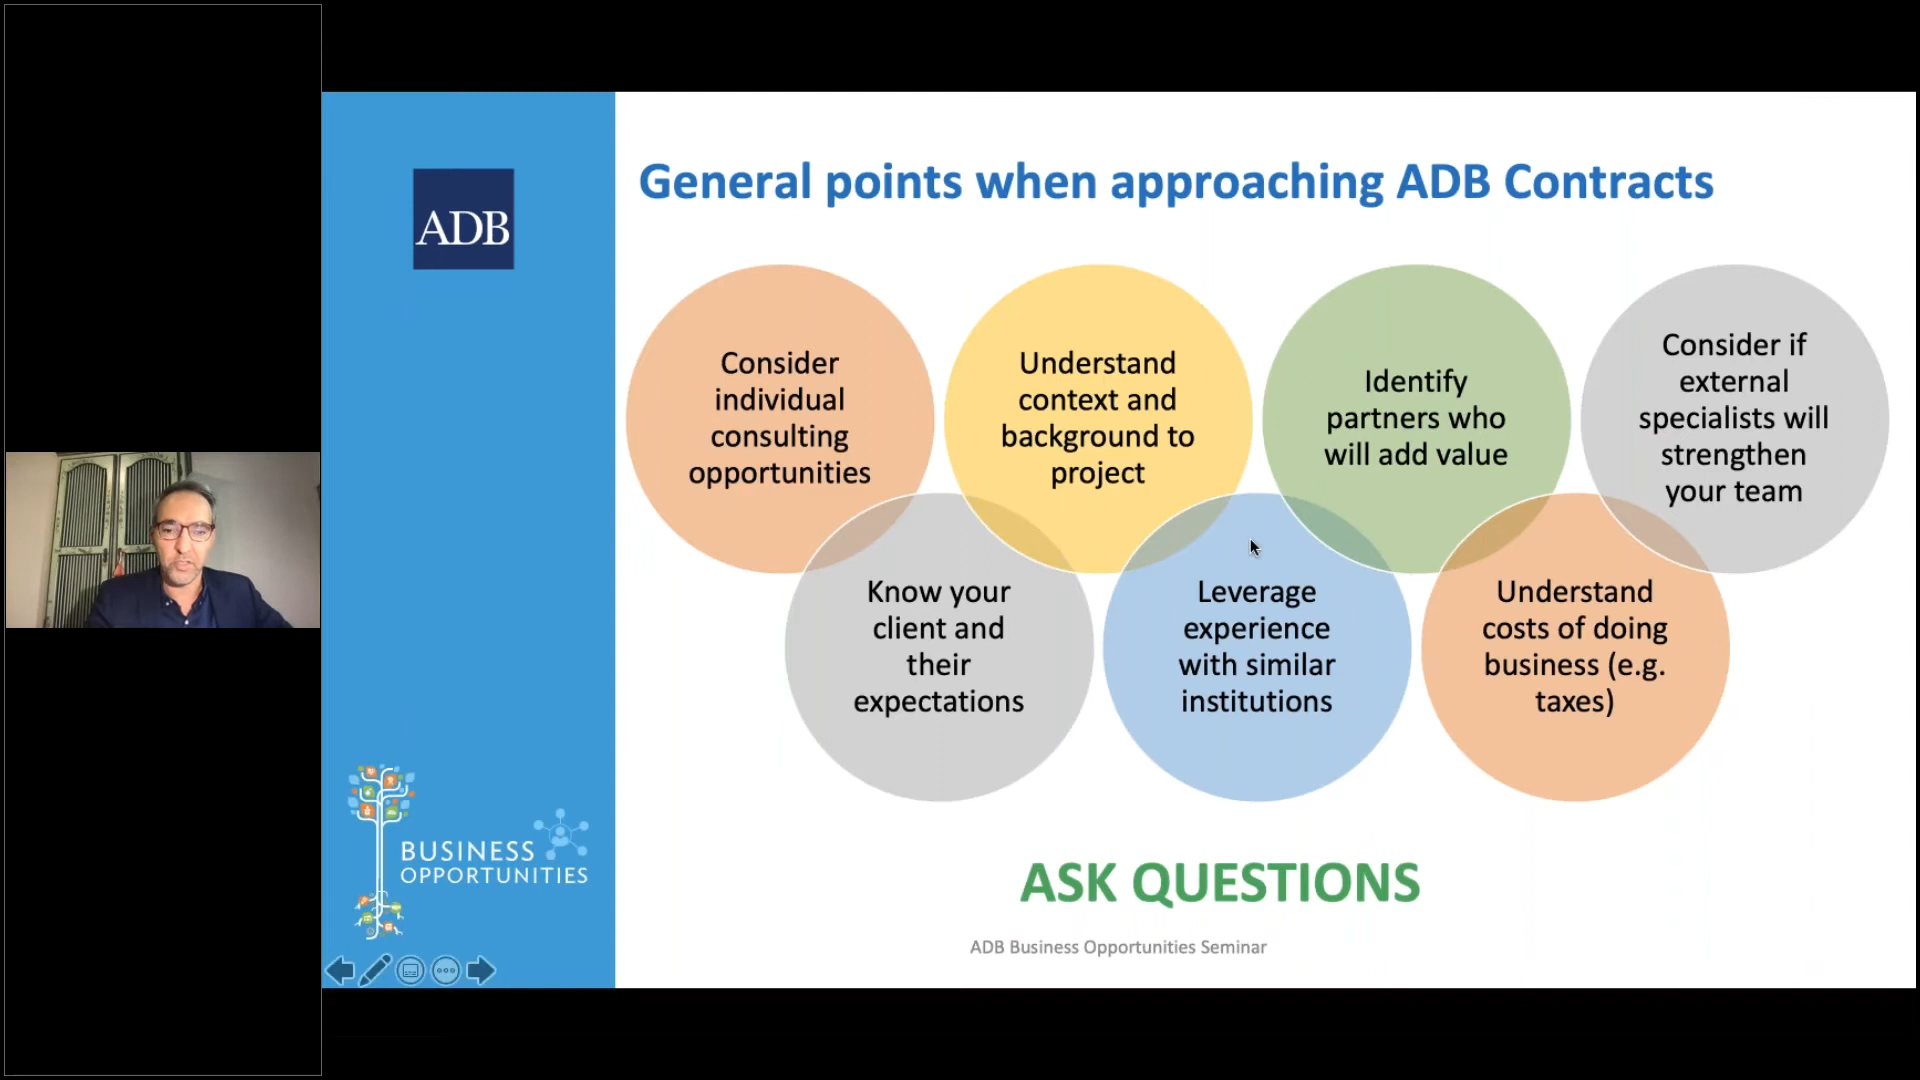 ADB
General points when approaching ADB Contracts
Consider
individual
consulting
opportunities
Understand
context and
background to
project
Identify
partners who
will add value
Consider if
external
specialists will
strengthen
your team
Know your
client and
their
expectations
Leverage
experience
with similar
institutions
Understand
costs of doing
business (e.g.
taxes)
BUSINESS
OPPORTUNITIES
ASK QUESTIONS
ADB Business Opportunities Seminar